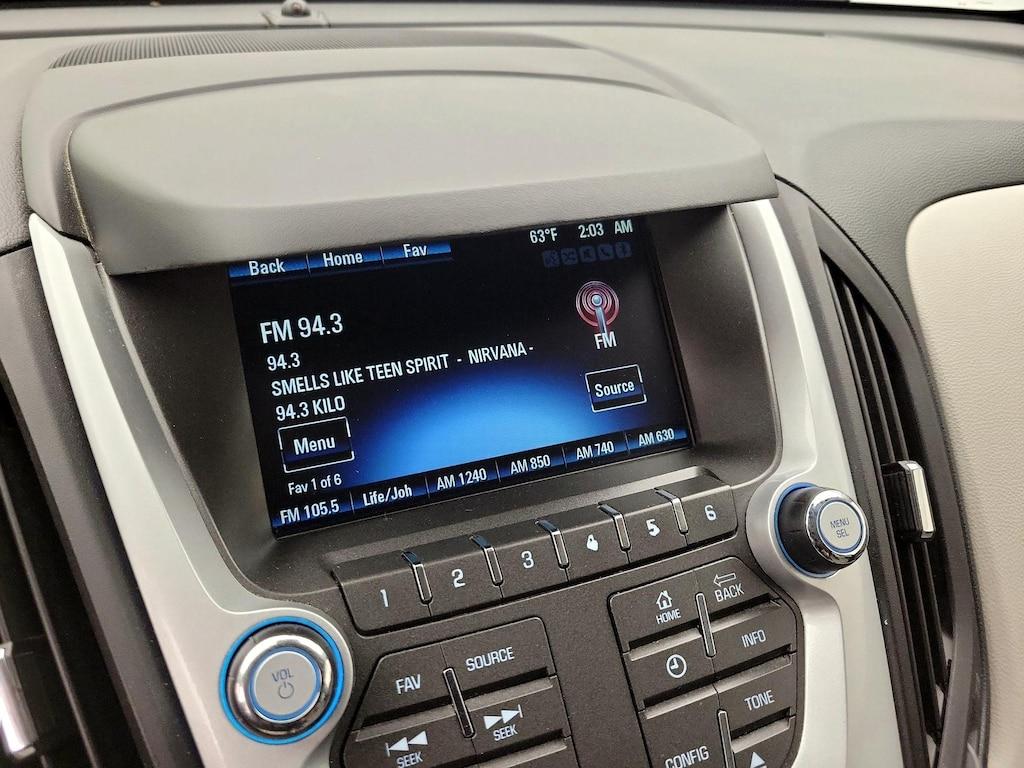 63°F 2:03 AM
Back Home Fav
FM 94.3
94.3
FM
SMELLS LIKE TEEN SPIRIT - NIRVANA -
94.3 KILO
Source
Menu
Fav 1 of 6
FM 105.5 Life/Joh AM 1240 AM 850 AM 740 AM 630
1 2 3 4 5 6
MENU
SEL
HOME BACK
VOL
FAV SOURCE
INFO
SEEK SEEK
TONE
CONFIG